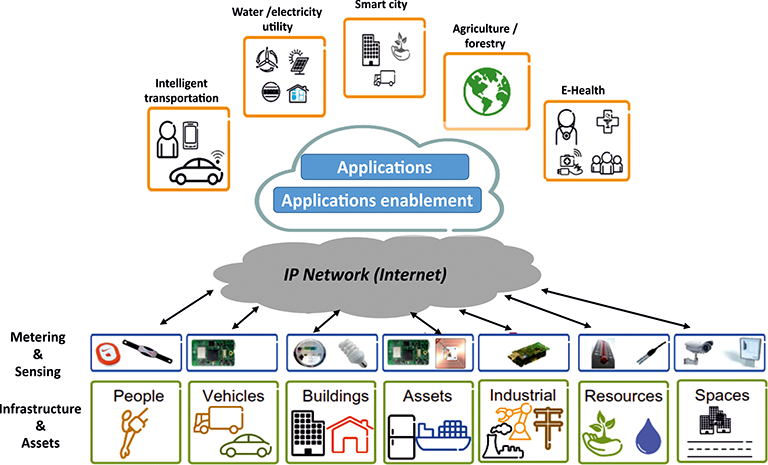 Smart city
Water /electricity
utility
Agriculture /
forestry
Intelligent
transportation
E-Health
Applications
Applications enablement
IP Network (Internet)
Metering
&
Sensing
Infrastructure
&
Assets
People
Vehicles
Buildings
Assets
Industrial
Resources
Spaces